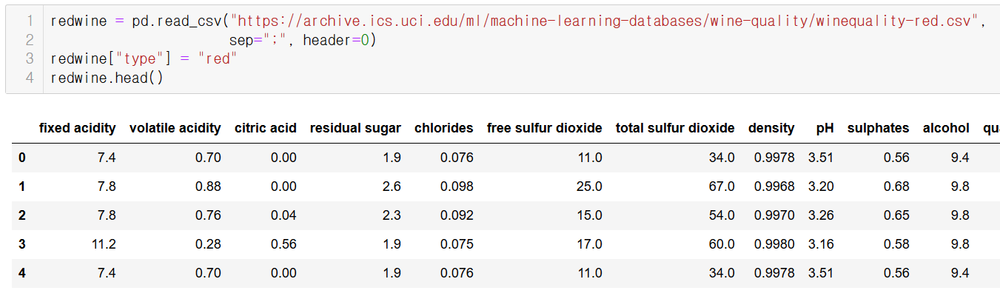 1 redwine = pd.read_csv("https://archive.ics.uci.edu/ml/machine-learning-databases/wine-quality/winequality-red.csv",
2 sep=";", header=0)
3 redwine["type"] = "red"
4 redwine.head()
fixed acidity volatile acidity citric acid residual sugar chlorides free sulfur dioxide total sulfur dioxide density pH sulphates alcohol qu
0 7.4 0.70 0.00 1.9 0.076 11.0 34.0 0.9978 3.51 0.56 9.4
1 7.8 0.88 0.00 2.6 0.098 25.0 67.0 0.9968 3.20 0.68 9.8
2 7.8 0.76 0.04 2.3 0.092 15.0 54.0 0.9970 3.26 0.65 9.8
3 11.2 0.28 0.56 1.9 0.075 17.0 60.0 0.9980 3.16 0.58 9.8
4 7.4 0.70 0.00 1.9 0.076 11.0 34.0 0.9978 3.51 0.56 9.4